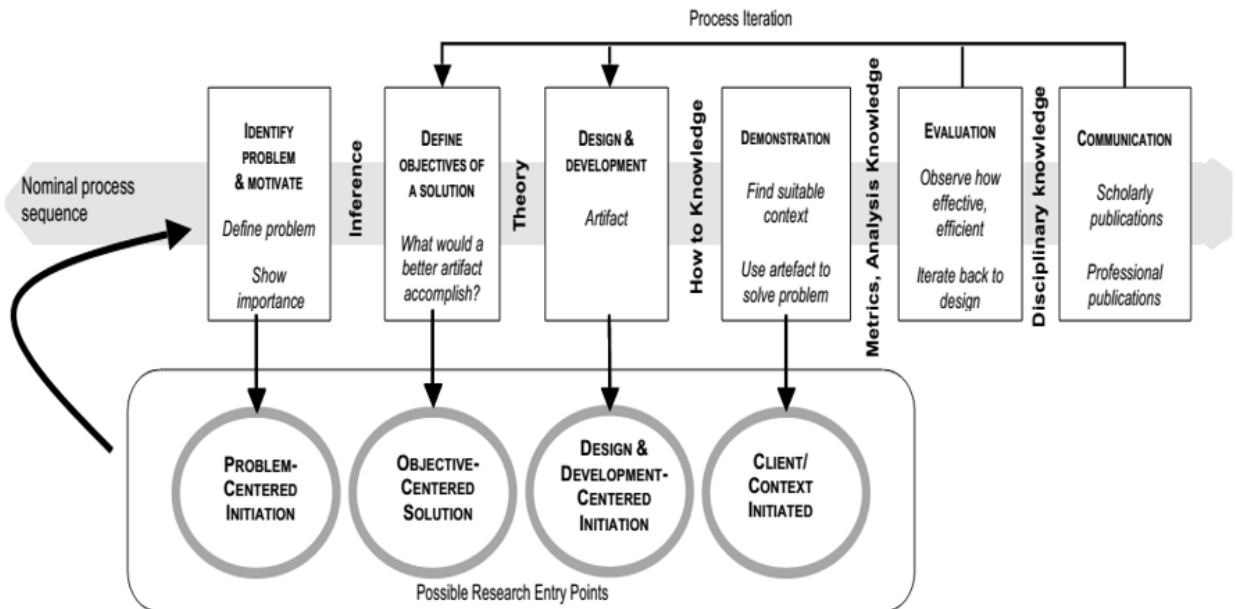 Process Iteration
Nominal process
sequence
IDENTIFY
PROBLEM
& MOTIVATE
Define problem
Show
importance
Inference
DEFINE
OBJECTIVES OF
A SOLUTION
What would a
better artifact
accomplish?
Theory
DESIGN &
DEVELOPMENT
Artifact
How to Knowledge
DEMONSTRATION
Find suitable
context
Use artefact to
solve problem
Metrics, Analysis Knowledge
EVALUATION
Observe how
effective,
efficient
Iterate back to
design
Disciplinary knowledge
COMMUNICATION
Scholarly
publications
Professional
publications
PROBLEM-
CENTERED
INITIATION
OBJECTIVE-
CENTERED
SOLUTION
DESIGN &
DEVELOPMENT-
CENTERED
INITIATION
CLIENT/
CONTEXT
INITIATED
Possible Research Entry Points